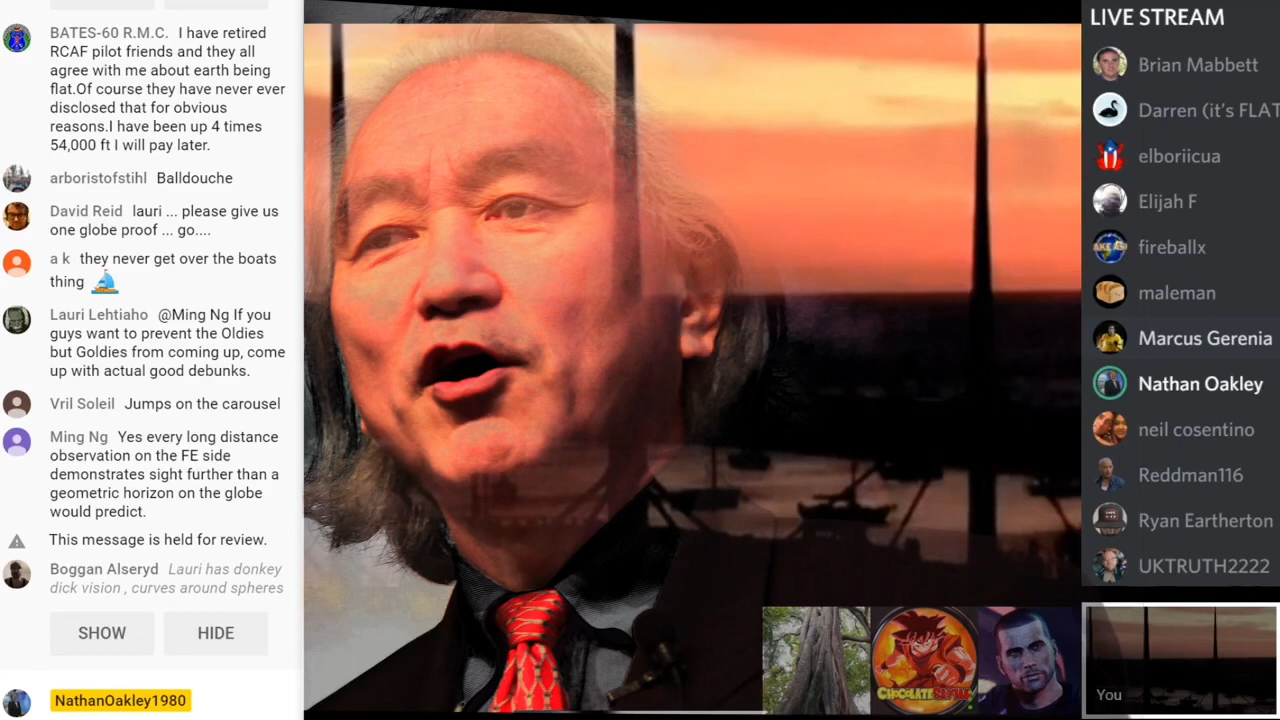 BATES-60 R.M.C. I have retired
RCAF pilot friends and they all
agree with me about earth being
flat.Of course they have never ever
disclosed that for obvious
reasons.I have been up 4 times
54,000 ft I will pay later.
arboristofstihl Balldouche
David Reid lauri ... please give us
one globe proof ... go....
a k they never get over the boats
thing
Lauri Lehtiaho @Ming Ng If you
guys want to prevent the Oldies
but Goldies from coming up, come
up with actual good debunks.
Vril Soleil Jumps on the carousel
Ming Ng Yes every long distance
observation on the FE side
demonstrates sight further than a
geometric horizon on the globe
would predict.
This message is held for review.
Boggan Alseryd Lauri has donkey
dick vision , curves around spheres
SHOW HIDE
NathanOakley1980
LIVE STREAM
Brian Mabbett
Darren (it's FLAT
elboriicua
Elijah F
fireballx
maleman
Marcus Gerenia
Nathan Oakley
neil cosentino
Reddman116
Ryan Eartherton
UKTRUTH2222
You